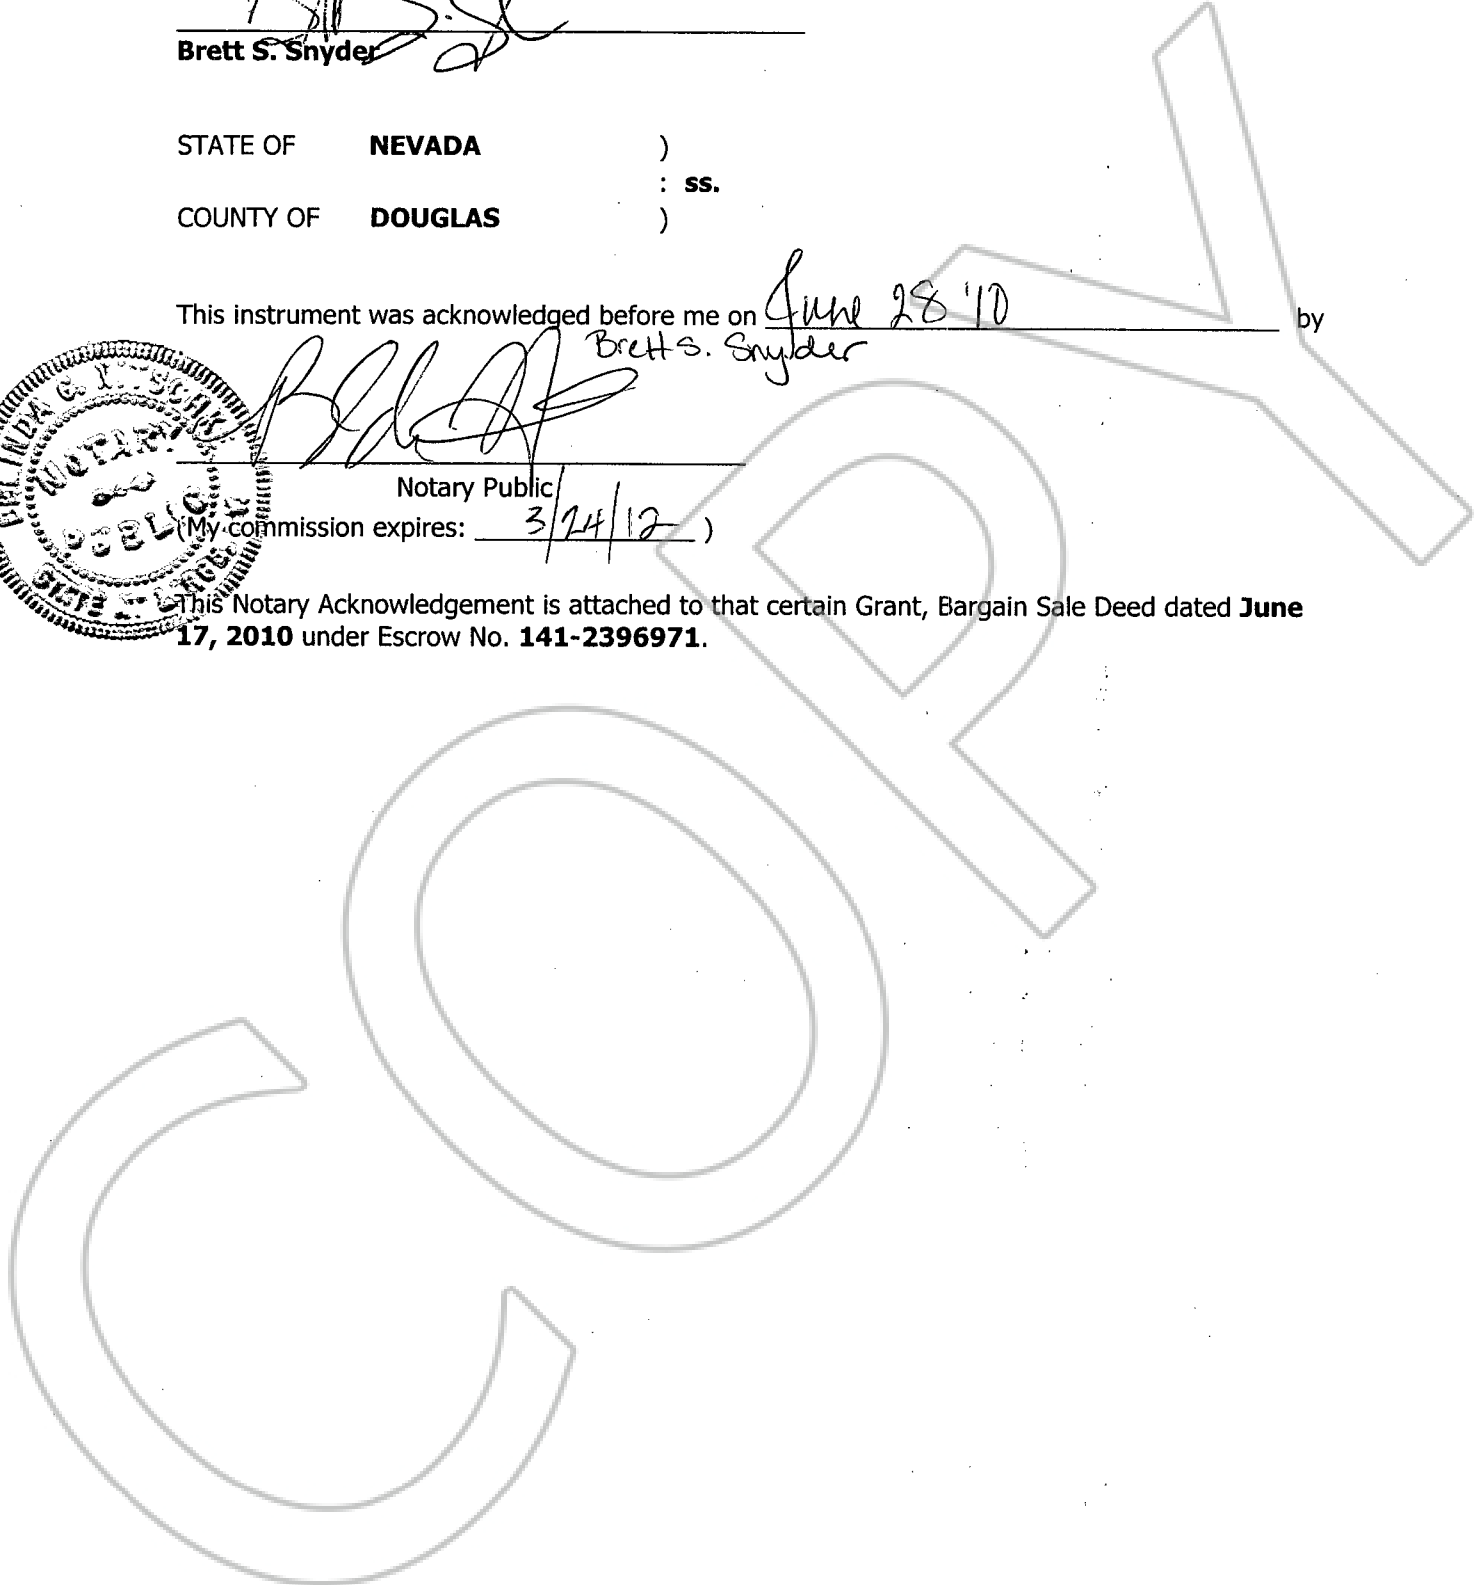 Brett S. Snyder
STATE OF NEVADA )
: ss.
COUNTY OF DOUGLAS )
This instrument was acknowledged before me on June 28 '10 by
Brett S. Snyder
NOTARY
PUBLIC
Notary Public
(My commission expires: 3/24/12 )
This Notary Acknowledgement is attached to that certain Grant, Bargain Sale Deed dated June
17, 2010 under Escrow No. 141-2396971.
COPY